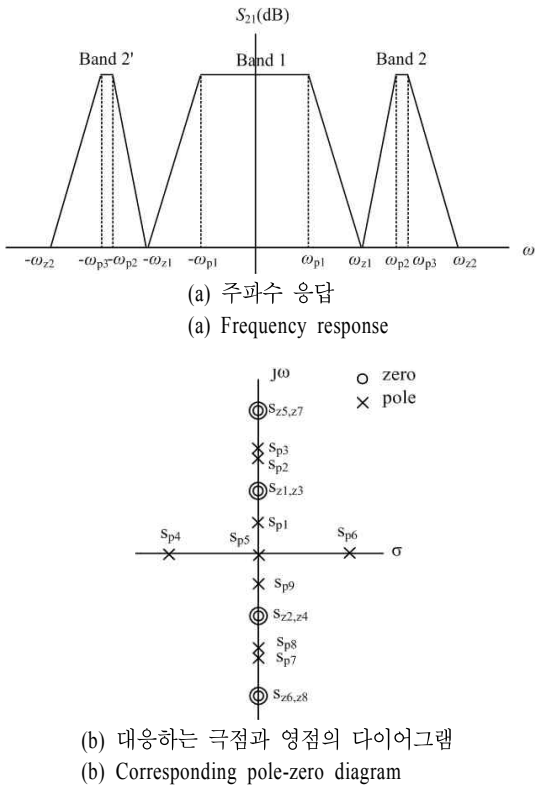 S21(dB)
Band 2' Band 1 Band 2
-ωz2 -ωp3 -ωp2 -ωz1 -ωp1 ωp1 ωz1 ωp2 ωp3 ωz2 ω
(a) 주파수 응답
(a) Frequency response
jω
zero
pole
sz5,z7
sp3
sp2
sz1,z3
sp1
sp4 sp5 sp6 σ
sp9
sz2,z4
sp8
sp7
sz6,z8
(b) 대응하는 극점과 영점의 다이어그램
(b) Corresponding pole-zero diagram